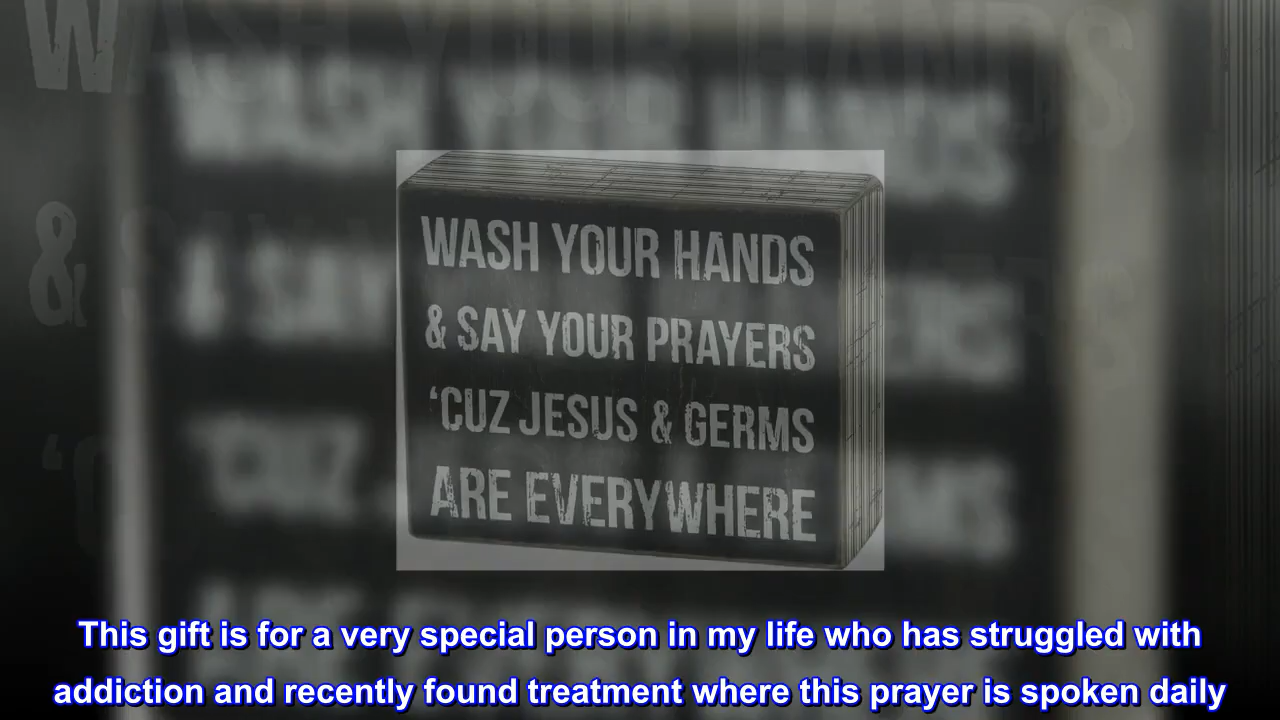 WASH YOUR HANDS
& SAY YOUR PRAYERS
‘CUZ JESUS & GERMS
ARE EVERYWHERE
This gift is for a very special person in my life who has struggled with
addiction and recently found treatment where this prayer is spoken daily